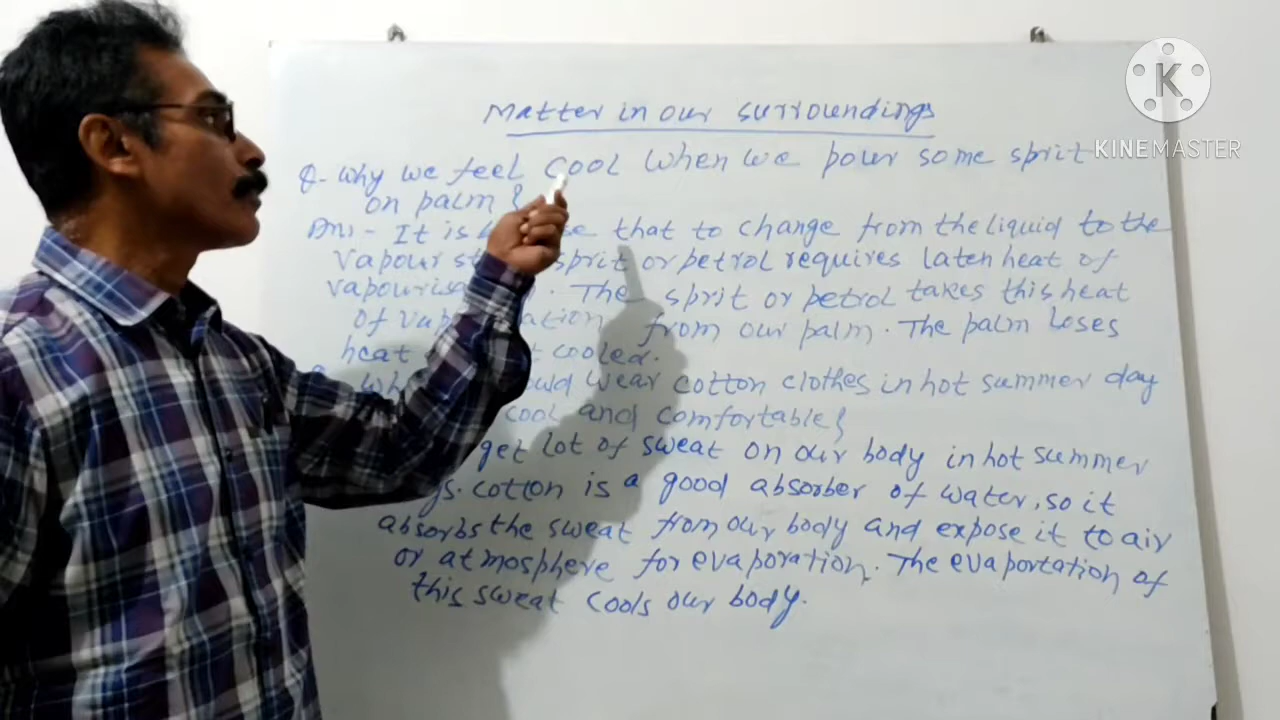 K
KINEMASTER
Matter in our surroundings
Q- Why we feel cool when we pour some sprit
on palm ?
Ans - It is that to change from the liquid to the
vapour sprit or petrol requires laten heat of
The sprit or petrol takes this heat
of from our palm. The palm loses
heat cooled.
wear cotton clothes in hot summer day
cool and comfortable ?
get lot of sweat on our body in hot summer
cotton is a good absorber of water, so it
absorbs the sweat from our body and expose it to air
or atmosphere for evaporation. The evaportation of
this sweat cools our body.